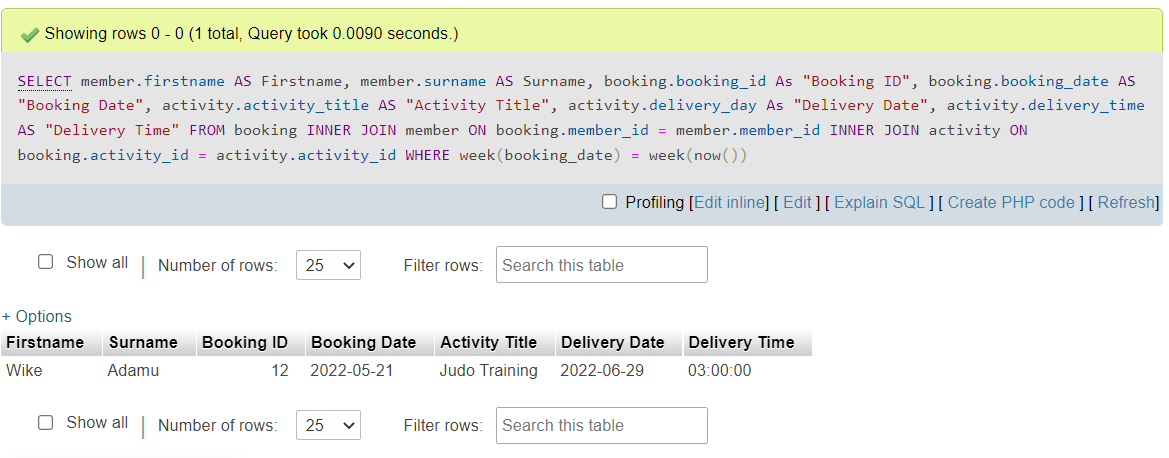 Showing rows 0 - 0 (1 total, Query took 0.0090 seconds.)
SELECT member.firstname AS Firstname, member.surname AS Surname, booking.booking_id As "Booking ID", booking.booking_date AS
"Booking Date", activity.activity_title AS "Activity Title", activity.delivery_day As "Delivery Date", activity.delivery_time
AS "Delivery Time" FROM booking INNER JOIN member ON booking.member_id = member.member_id INNER JOIN activity ON
booking.activity_id = activity.activity_id WHERE week(booking_date) = week(now())
Profiling [Edit inline] [ Edit ] [ Explain SQL ] [ Create PHP code ] [ Refresh]
Show all | Number of rows: 25 Filter rows: Search this table
+ Options
Firstname Surname Booking ID Booking Date Activity Title Delivery Date Delivery Time
Wike Adamu 12 2022-05-21 Judo Training 2022-06-29 03:00:00
Show all | Number of rows: 25 Filter rows: Search this table